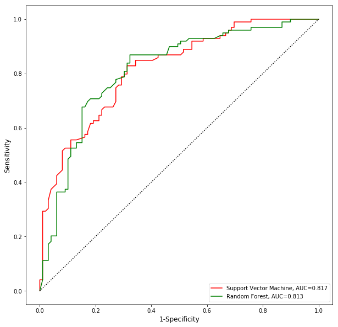 1.0
0.8
0.6
0.4
0.2
0.0
Sensitivity
0.0 0.2 0.4 0.6 0.8 1.0
1-Specificity
Support Vector Machine, AUC=0.817
Random Forest, AUC=0.813